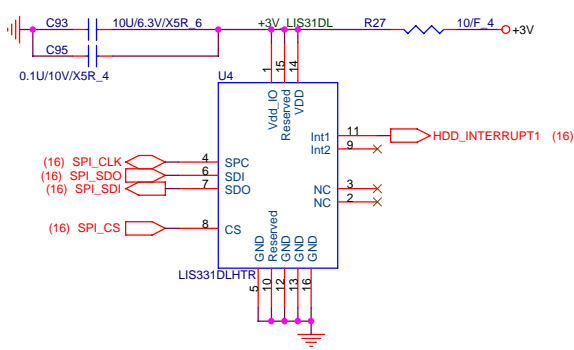 C93 10U/6.3V/X5R_6 +3V_LIS31DL R27 10/F_4 +3V
C95
0.1U/10V/X5R_4
U4
1 15 14
Vdd_IO Reserved VDD
Int1 11 HDD_INTERRUPT1 (16)
Int2 9
(16) SPI_CLK 4 SPC
(16) SPI_SDO 6 SDI
(16) SPI_SDI 7 SDO
NC 3
NC 2
(16) SPI_CS 8 CS
GND Reserved GND GND GND
LIS331DLHTR
5 10 12 13 16